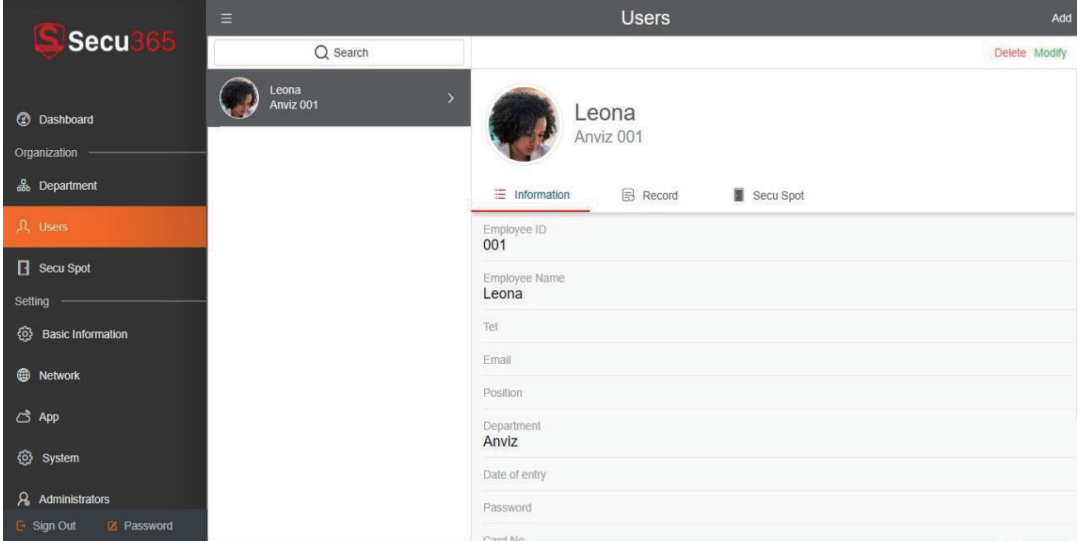 Secu365
Dashboard
Organization
Department
Users
Secu Spot
Setting
Basic Information
Network
App
System
Administrators
Sign Out Password
Users
Add
Search
Leona
Anviz 001
Delete Modify
Leona
Anviz 001
Information Record Secu Spot
Employee ID
001
Employee Name
Leona
Tel
Email
Position
Department
Anviz
Date of entry
Password
Card No